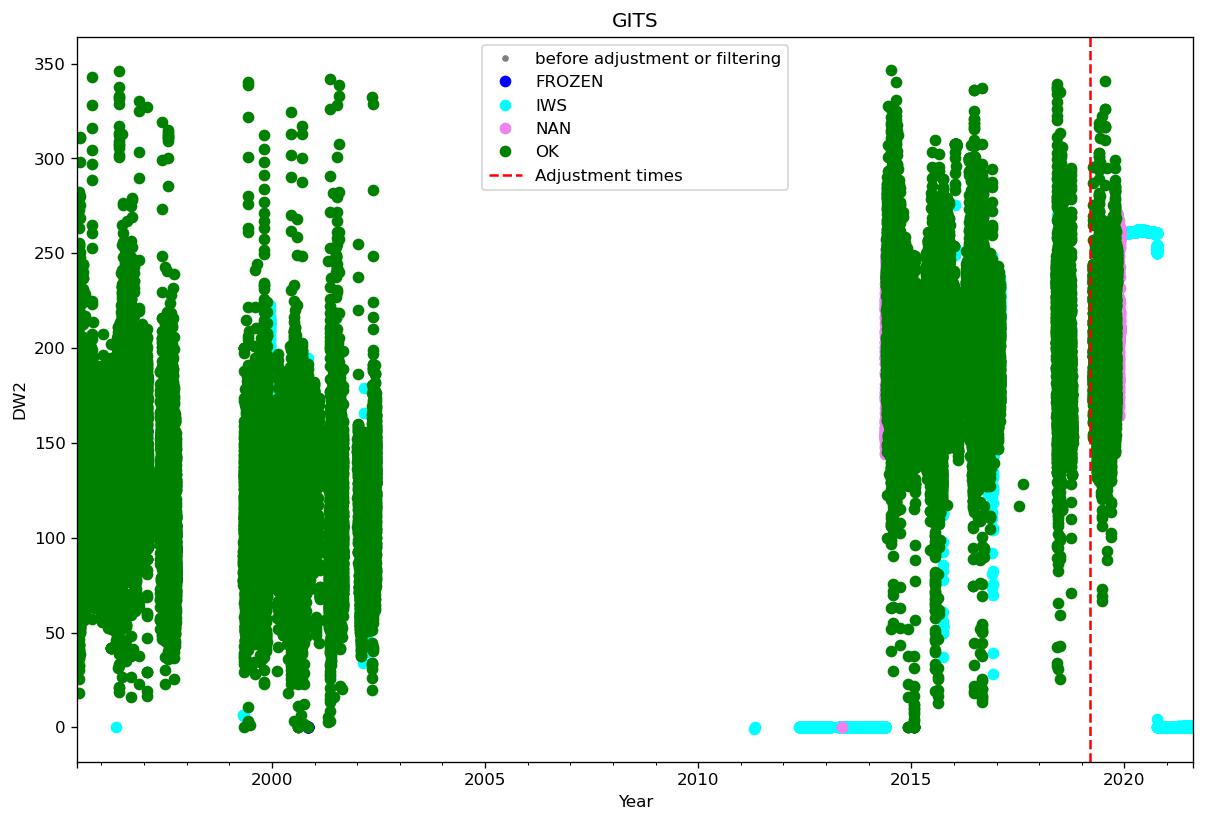 GITS
before adjustment or filtering
FROZEN
IWS
NAN
OK
Adjustment times
DW2
350
300
250
200
150
100
50
0
2000 2005 2010 2015 2020
Year